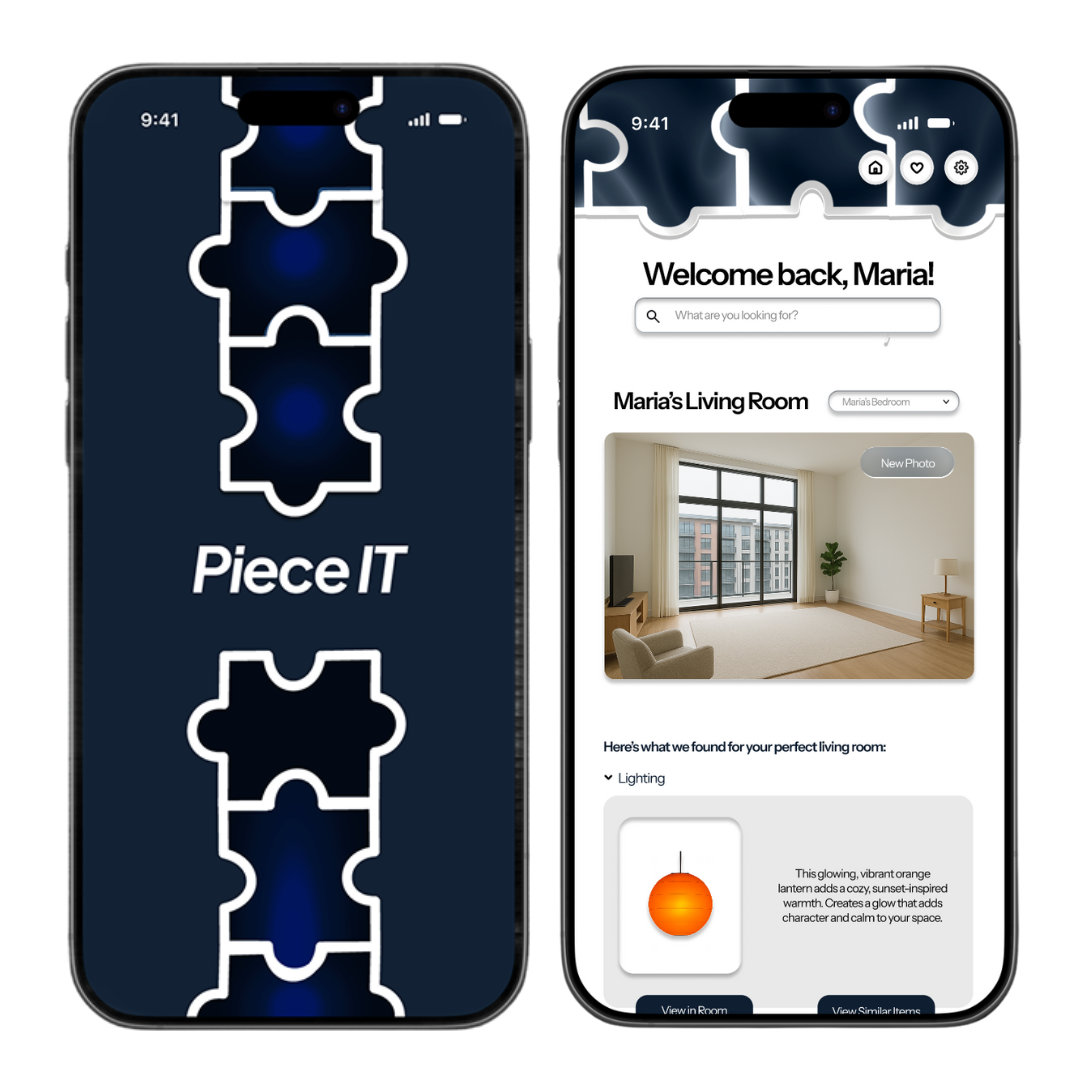 9:41
Piece IT
9:41
Welcome back, Maria!
What are you looking for?
Maria's Living Room
Maria's Bedroom
New Photo
Here's what we found for your perfect living room:
Lighting
This glowing, vibrant orange
lantern adds a cozy, sunset-inspired
warmth. Creates a glow that adds
character and calm to your space.
View in Room
View Similar Items